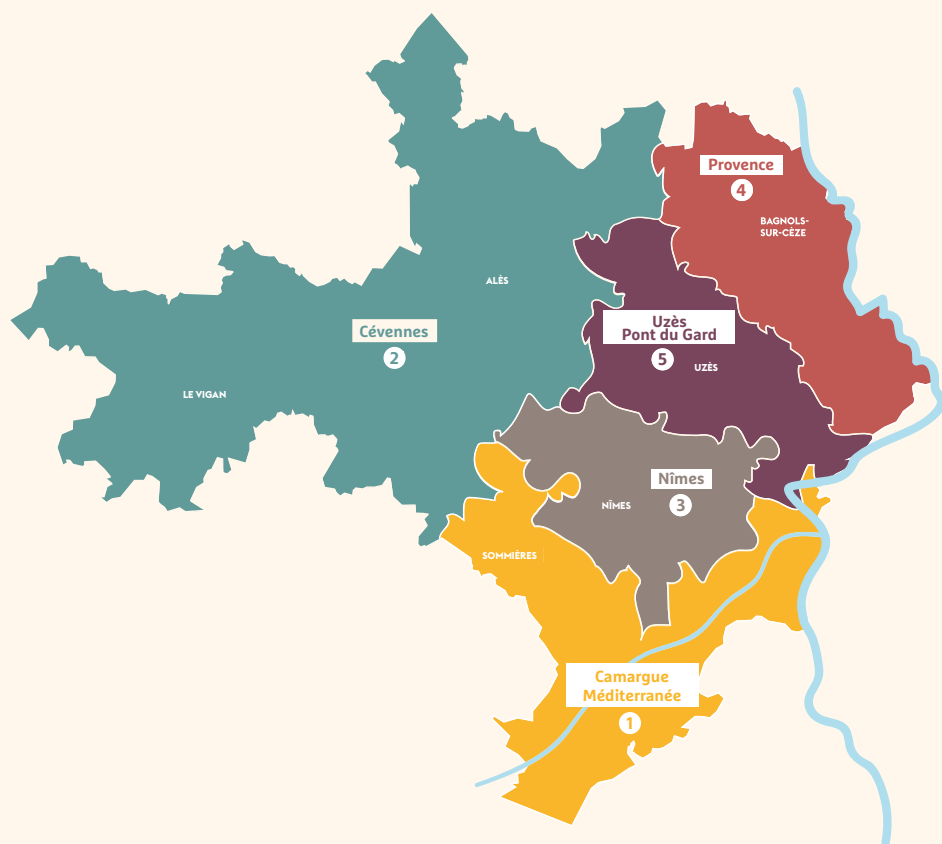 Provence
4
BAGNOLS-
SUR-CÈZE
ALÈS
Cévennes
2
Uzès
Pont du Gard
5
UZÈS
LE VIGAN
Nîmes
3
NÎMES
SOMMIÈRES
Camargue
Méditerranée
1